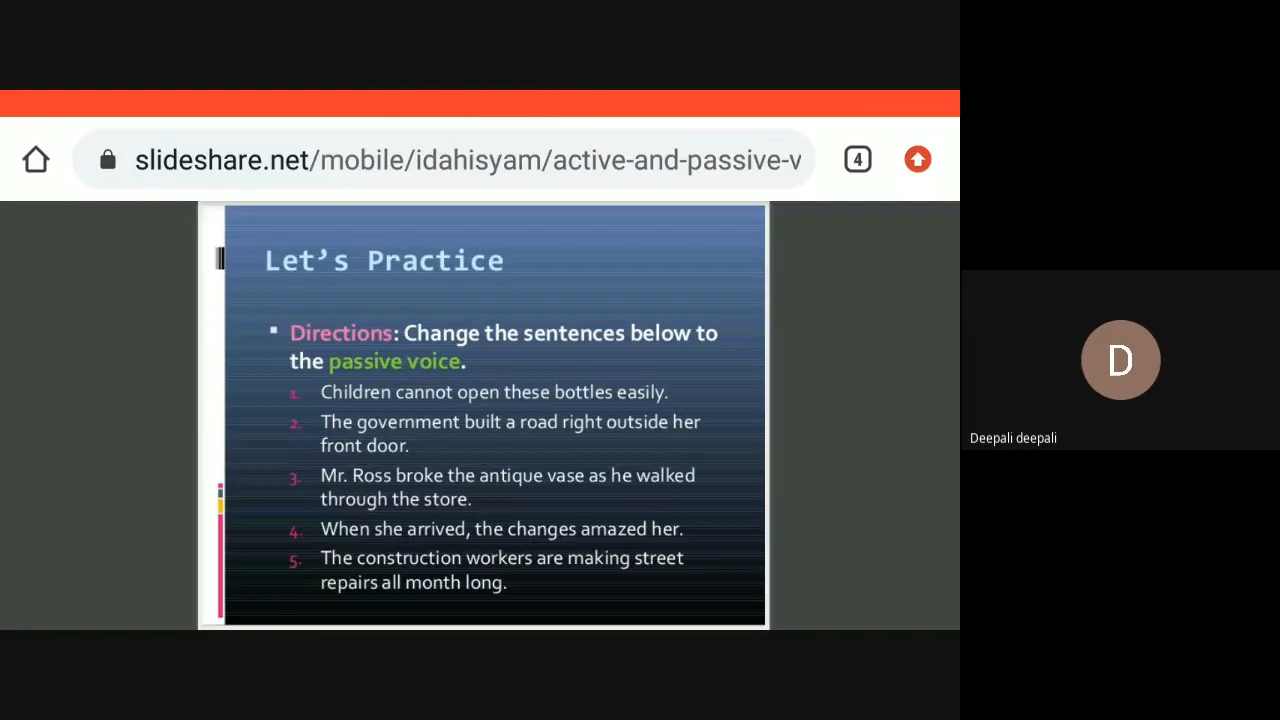 slideshare.net/mobile/idahisyam/active-and-passive-v
4
Let’s Practice
Directions: Change the sentences below to
the passive voice.
1. Children cannot open these bottles easily.
2. The government built a road right outside her
front door.
3. Mr. Ross broke the antique vase as he walked
through the store.
4. When she arrived, the changes amazed her.
5. The construction workers are making street
repairs all month long.
D
Deepali deepali